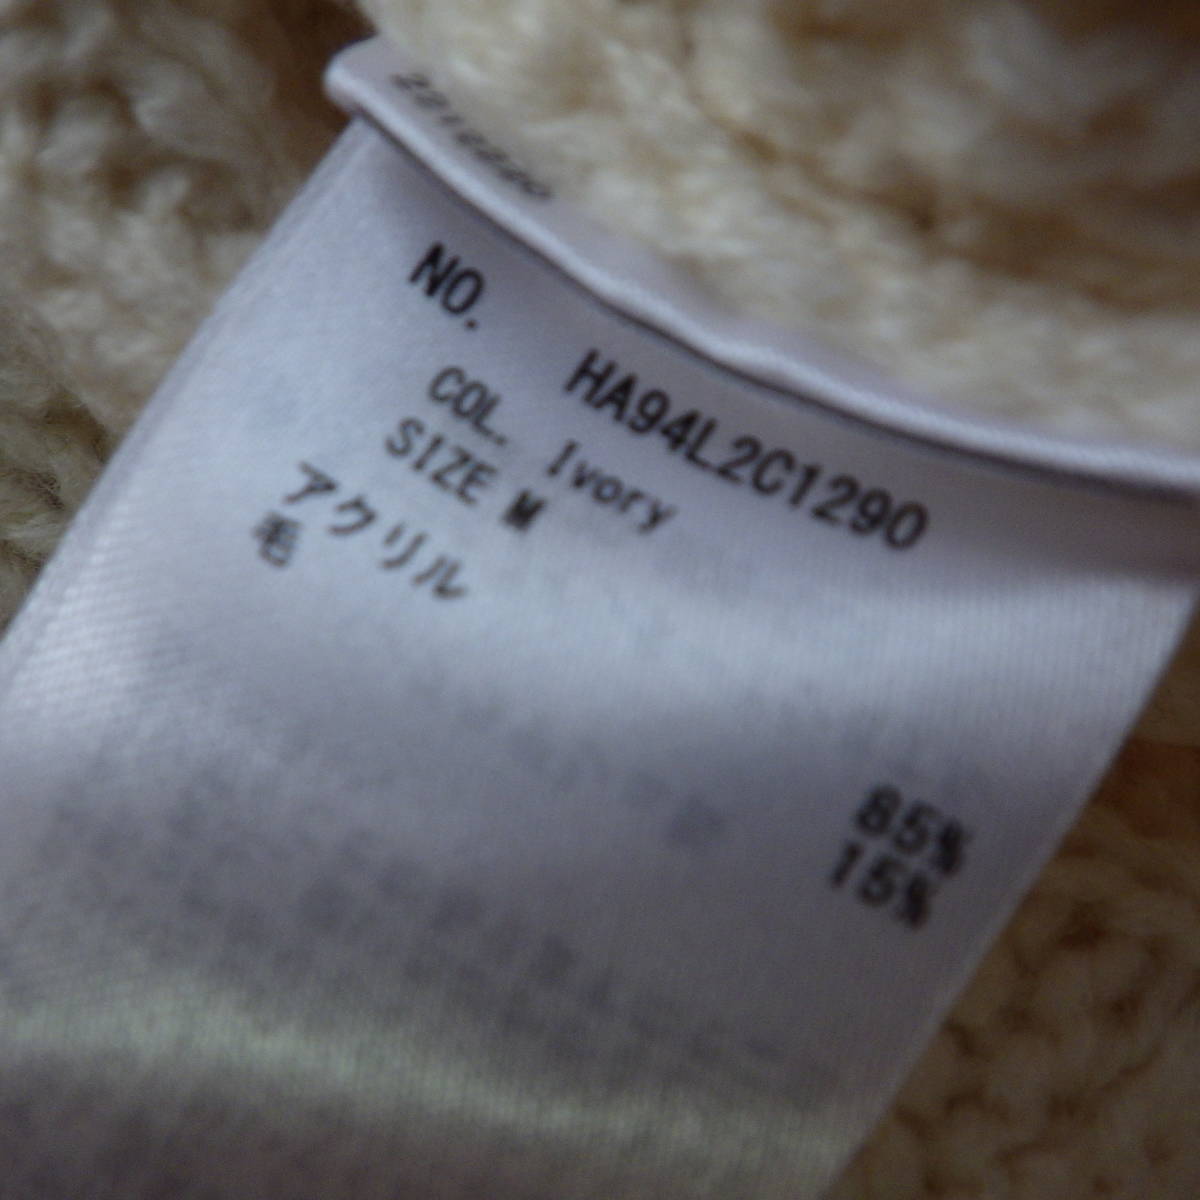 NO. HA94L2C1290
COL. Ivory
SIZE M
アクリル 85%
毛 15%